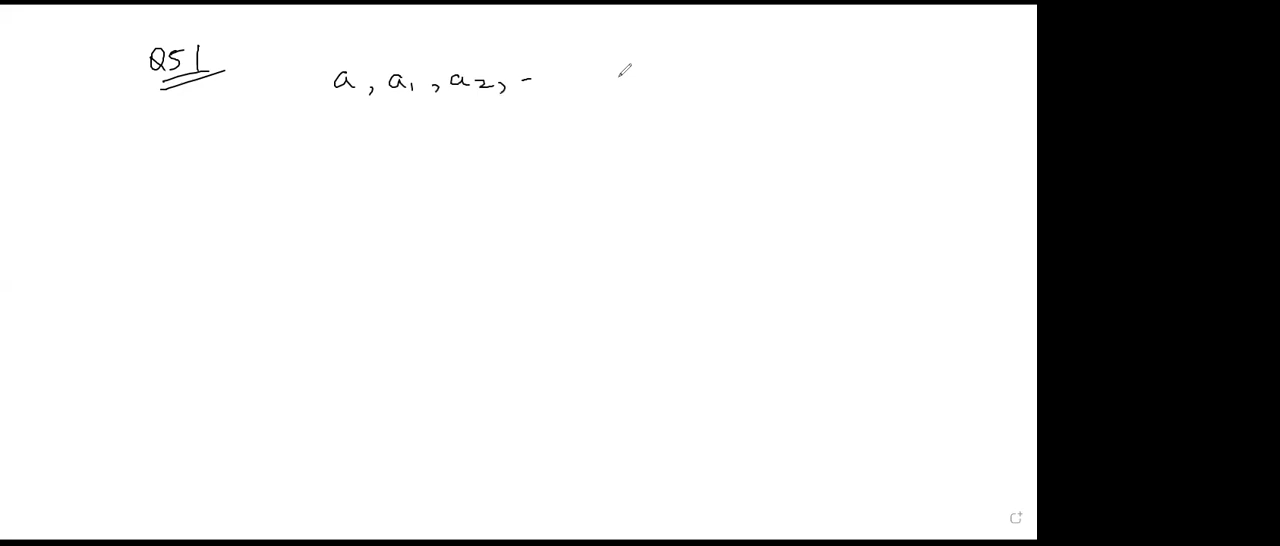 Q51
a, a₁, a₂, -